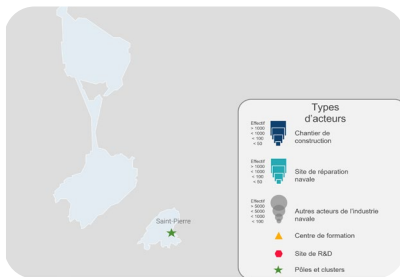 Saint-Pierre
Types
d'acteurs
Effectif
> 1000
< 1000
< 100
< 50
Chantier de
construction
Effectif
> 1000
< 1000
< 100
< 50
Site de réparation
navale
Effectif
> 5000
< 5000
< 1000
< 100
Autres acteurs de l'industrie
navale
Centre de formation
Site de R&D
Pôles et clusters